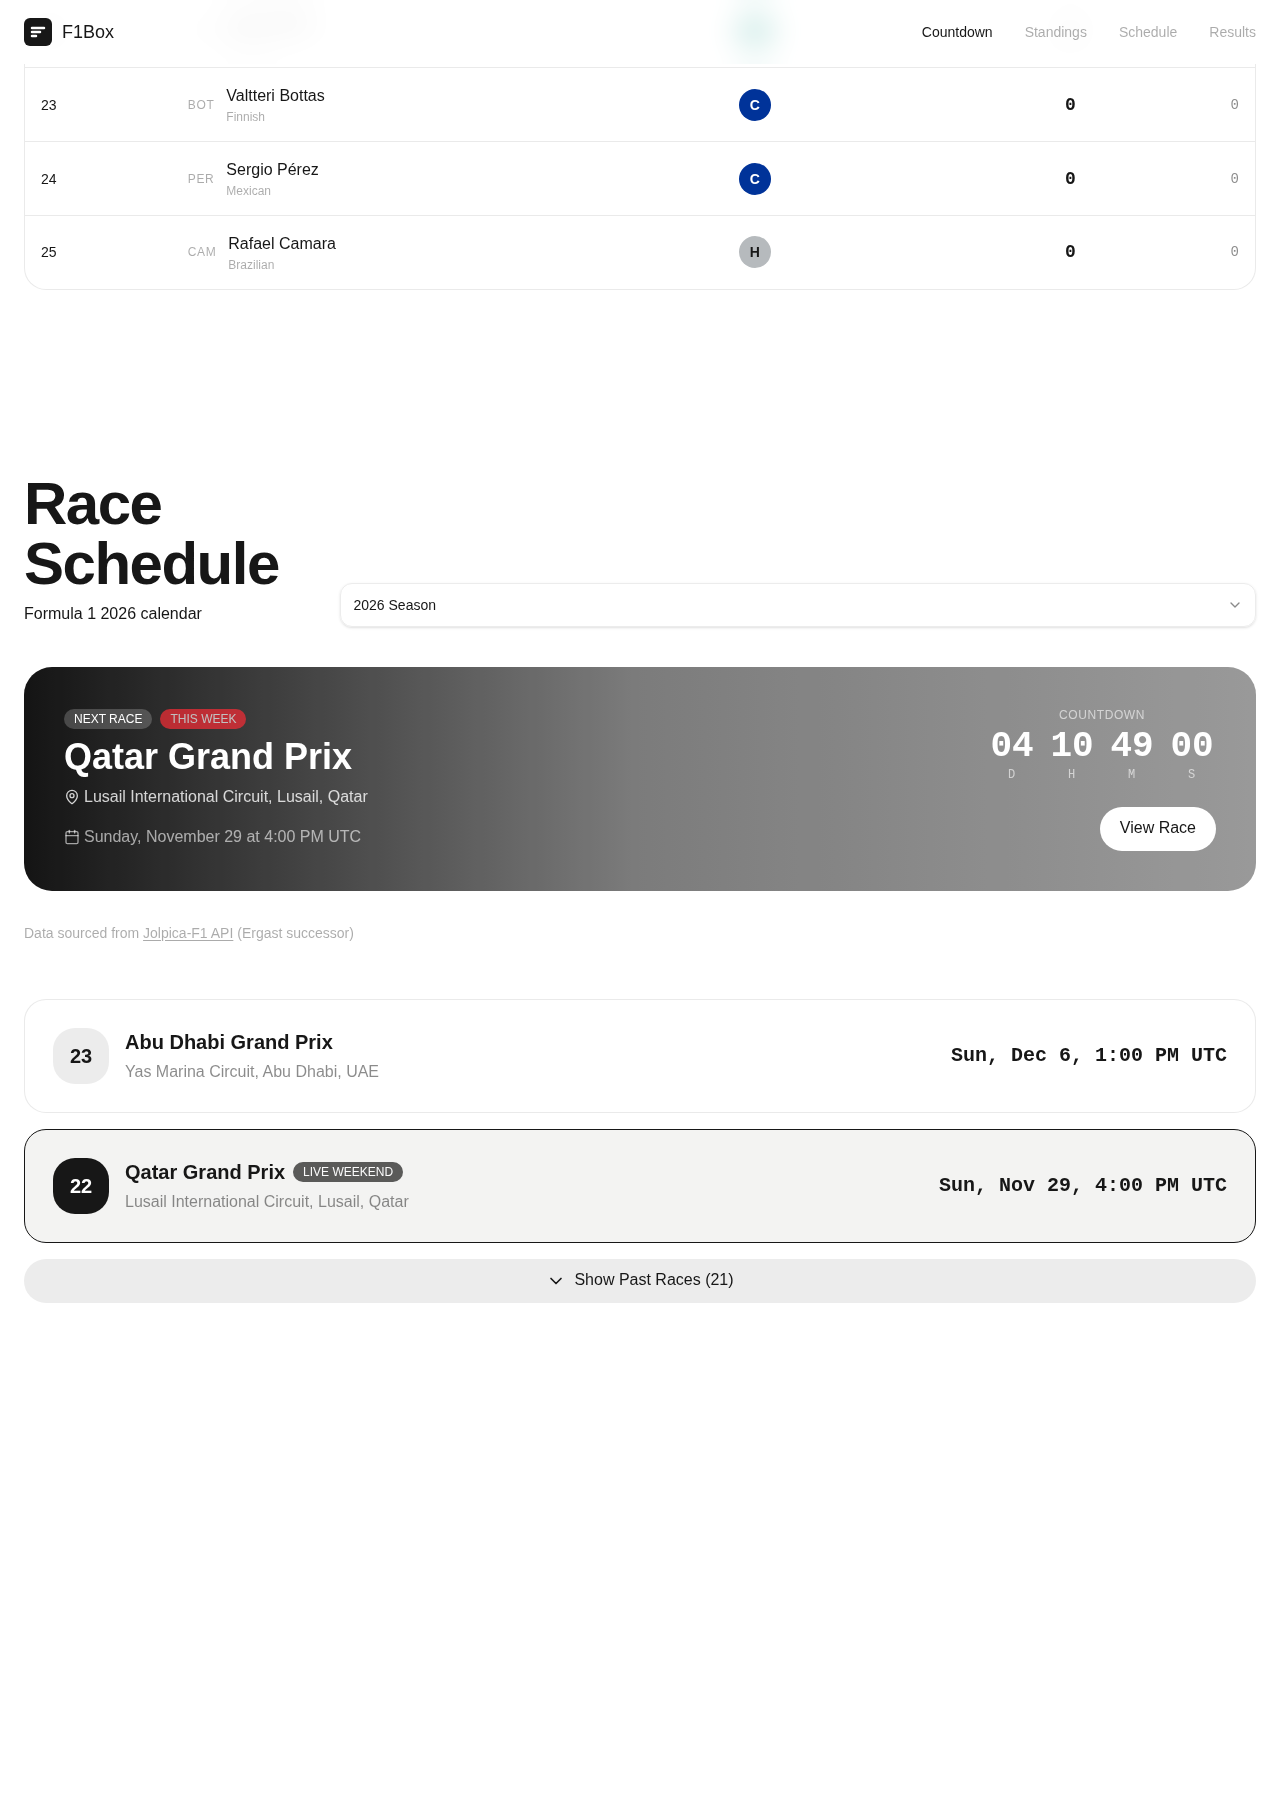 F1Box
Countdown Standings Schedule Results
23 BOT Valtteri Bottas C 0 0
Finnish
24 PER Sergio Pérez C 0 0
Mexican
25 CAM Rafael Camara H 0 0
Brazilian
Race
Schedule
Formula 1 2026 calendar
2026 Season
NEXT RACE THIS WEEK
Qatar Grand Prix
Lusail International Circuit, Lusail, Qatar
Sunday, November 29 at 4:00 PM UTC
COUNTDOWN
04 10 49 00
D H M S
View Race
Data sourced from Jolpica-F1 API (Ergast successor)
23 Abu Dhabi Grand Prix
Yas Marina Circuit, Abu Dhabi, UAE
Sun, Dec 6, 1:00 PM UTC
22 Qatar Grand Prix LIVE WEEKEND
Lusail International Circuit, Lusail, Qatar
Sun, Nov 29, 4:00 PM UTC
Show Past Races (21)